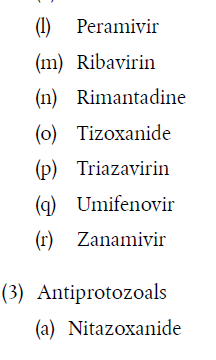 (l) Peramivir
(m) Ribavirin
(n) Rimantadine
(o) Tizoxanide
(p) Triazavirin
(q) Umifenovir
(r) Zanamivir
(3) Antiprotozoals
(a) Nitazoxanide